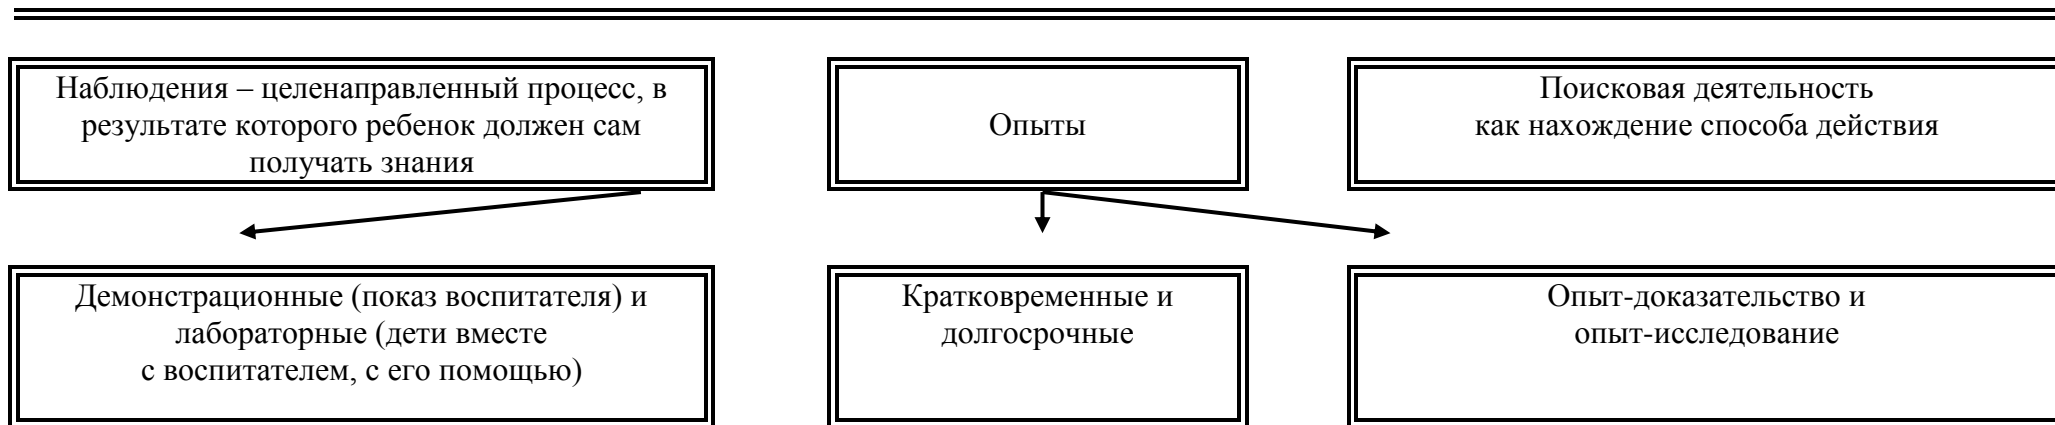 Наблюдения – целенаправленный процесс, в
результате которого ребенок должен сам
получать знания
Опыты
Поисковая деятельность
как нахождение способа действия
Демонстрационные (показ воспитателя) и
лабораторные (дети вместе
с воспитателем, с его помощью)
Кратковременные и
долгосрочные
Опыт-доказательство и
опыт-исследование